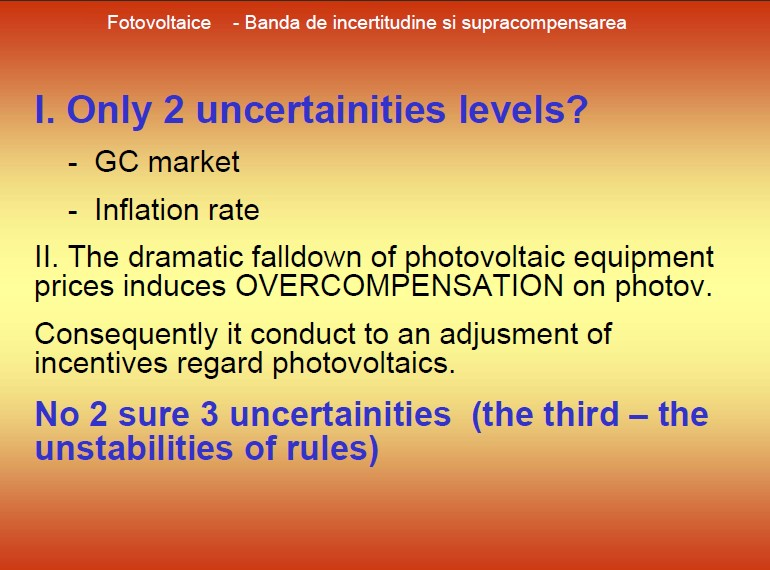 Fotovoltaice - Banda de incertitudine si supracompensarea
I. Only 2 uncertainities levels?
- GC market
- Inflation rate
II. The dramatic falldown of photovoltaic equipment
prices induces OVERCOMPENSATION on photov.
Consequently it conduct to an adjusment of
incentives regard photovoltaics.
No 2 sure 3 uncertainities (the third – the
unstabilities of rules)